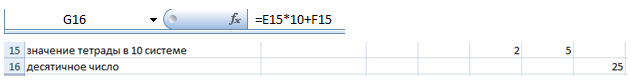 G16 fx =E15*10+F15
15 значение тетрады в 10 системе 2 5
16 десятичное число 25